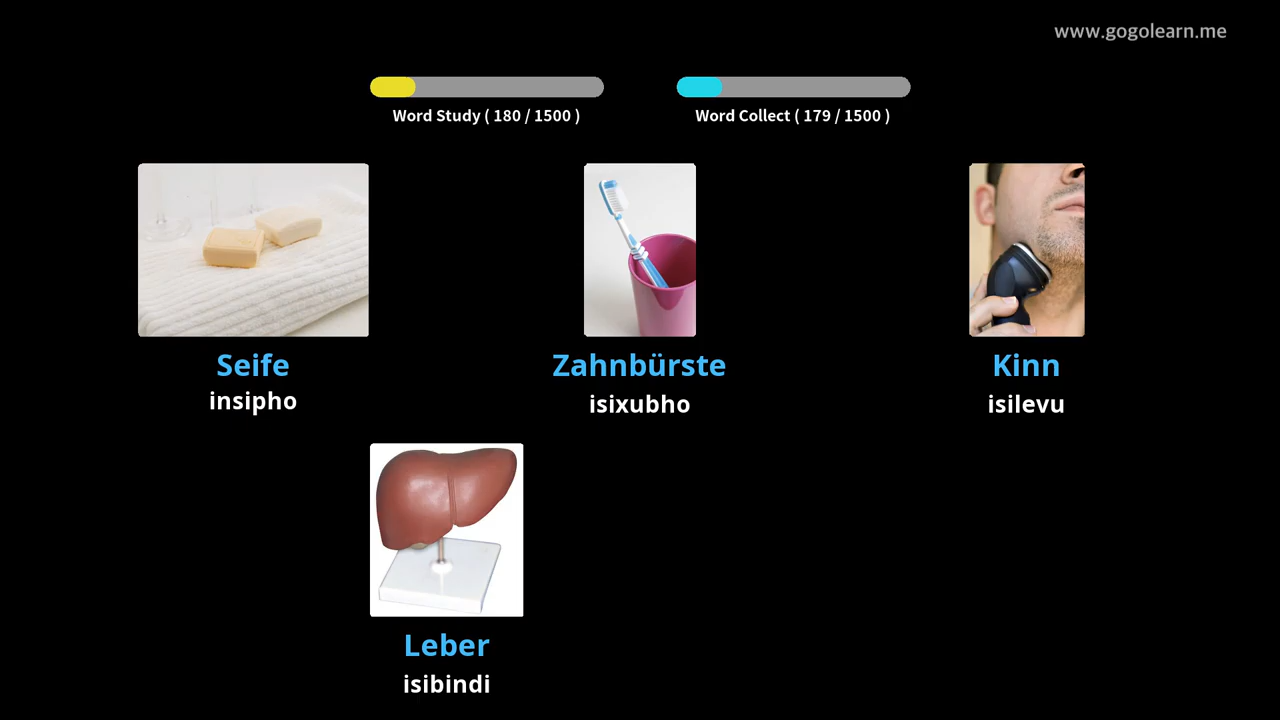 www.gogolearn.me
Word Study ( 180 / 1500 )
Word Collect ( 179 / 1500 )
Seife
insipho
Zahnbürste
isixubho
Kinn
isilevu
Leber
isibindi